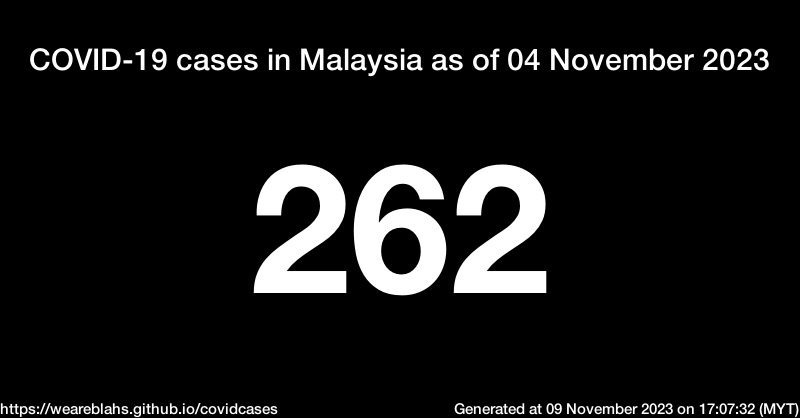 COVID-19 cases in Malaysia as of 04 November 2023
262
https://weareblahs.github.io/covidcases
Generated at 09 November 2023 on 17:07:32 (MYT)